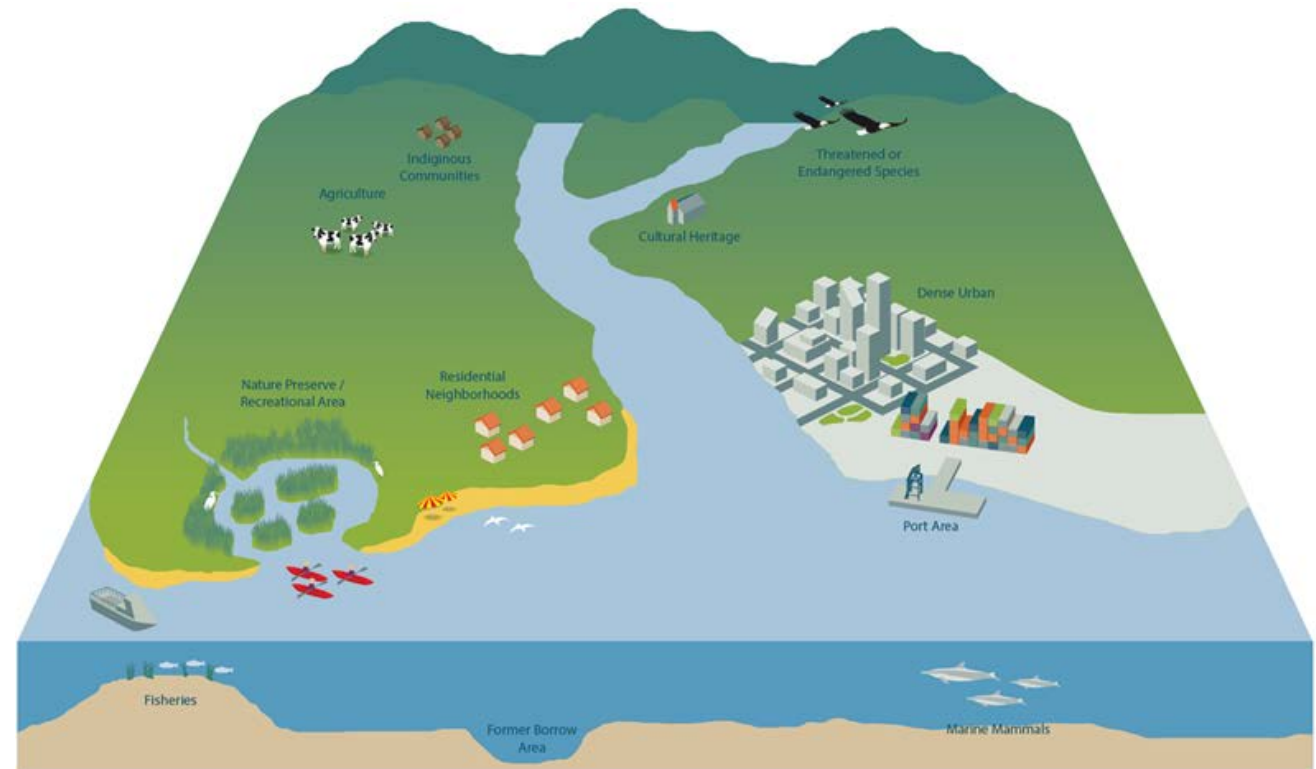 Indiginous
Communities
Threatened or
Endangered Species
Agriculture
Cultural Heritage
Dense Urban
Residential
Neighborhoods
Nature Preserve /
Recreational Area
Port Area
Fisheries
Former Borrow
Area
Marine Mammals